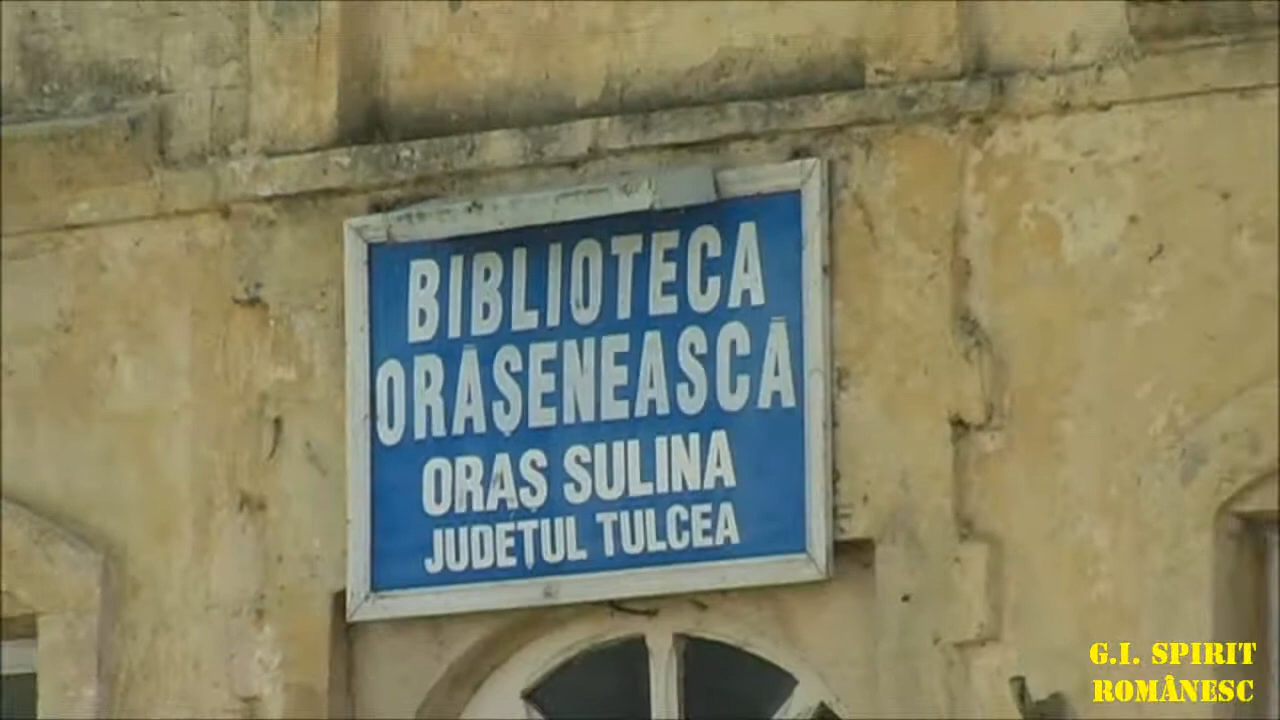 BIBLIOTECA
ORĂȘENEASCĂ
ORAȘ SULINA
JUDEȚUL TULCEA
G.I. SPIRIT
ROMÂNESC